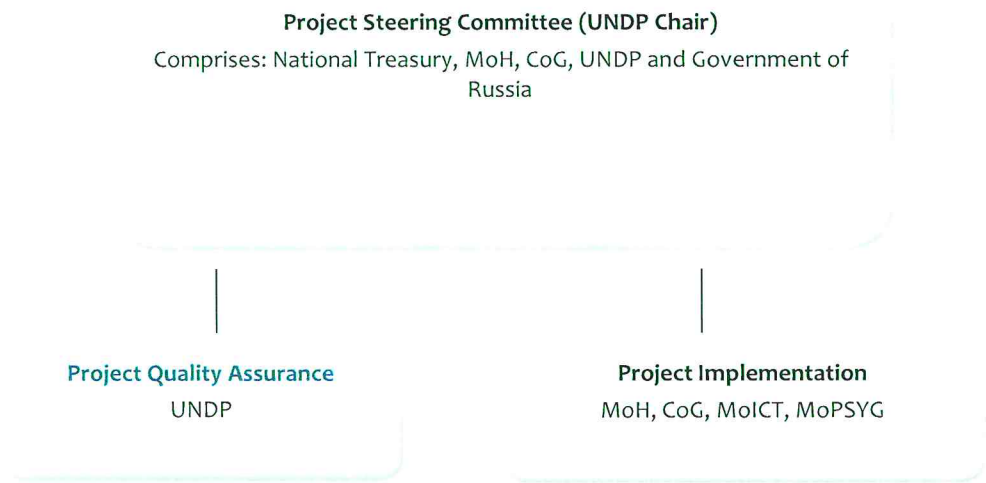 Project Steering Committee (UNDP Chair)
Comprises: National Treasury, MoH, CoG, UNDP and Government of
Russia
Project Quality Assurance
UNDP
Project Implementation
MoH, CoG, MoICT, MoPSYG